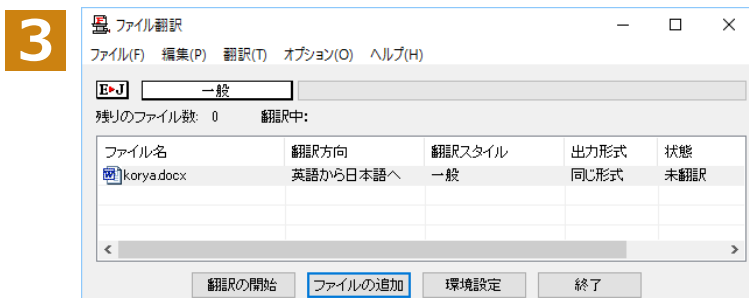 3
ファイル翻訳
ファイル(F) 編集(P) 翻訳(T) オプション(O) ヘルプ(H)
E▸J 一般
残りのファイル数: 0 翻訳中:
ファイル名 翻訳方向 翻訳スタイル 出力形式 状態
korya.docx 英語から日本語へ 一般 同じ形式 未翻訳
翻訳の開始 ファイルの追加 環境設定 終了